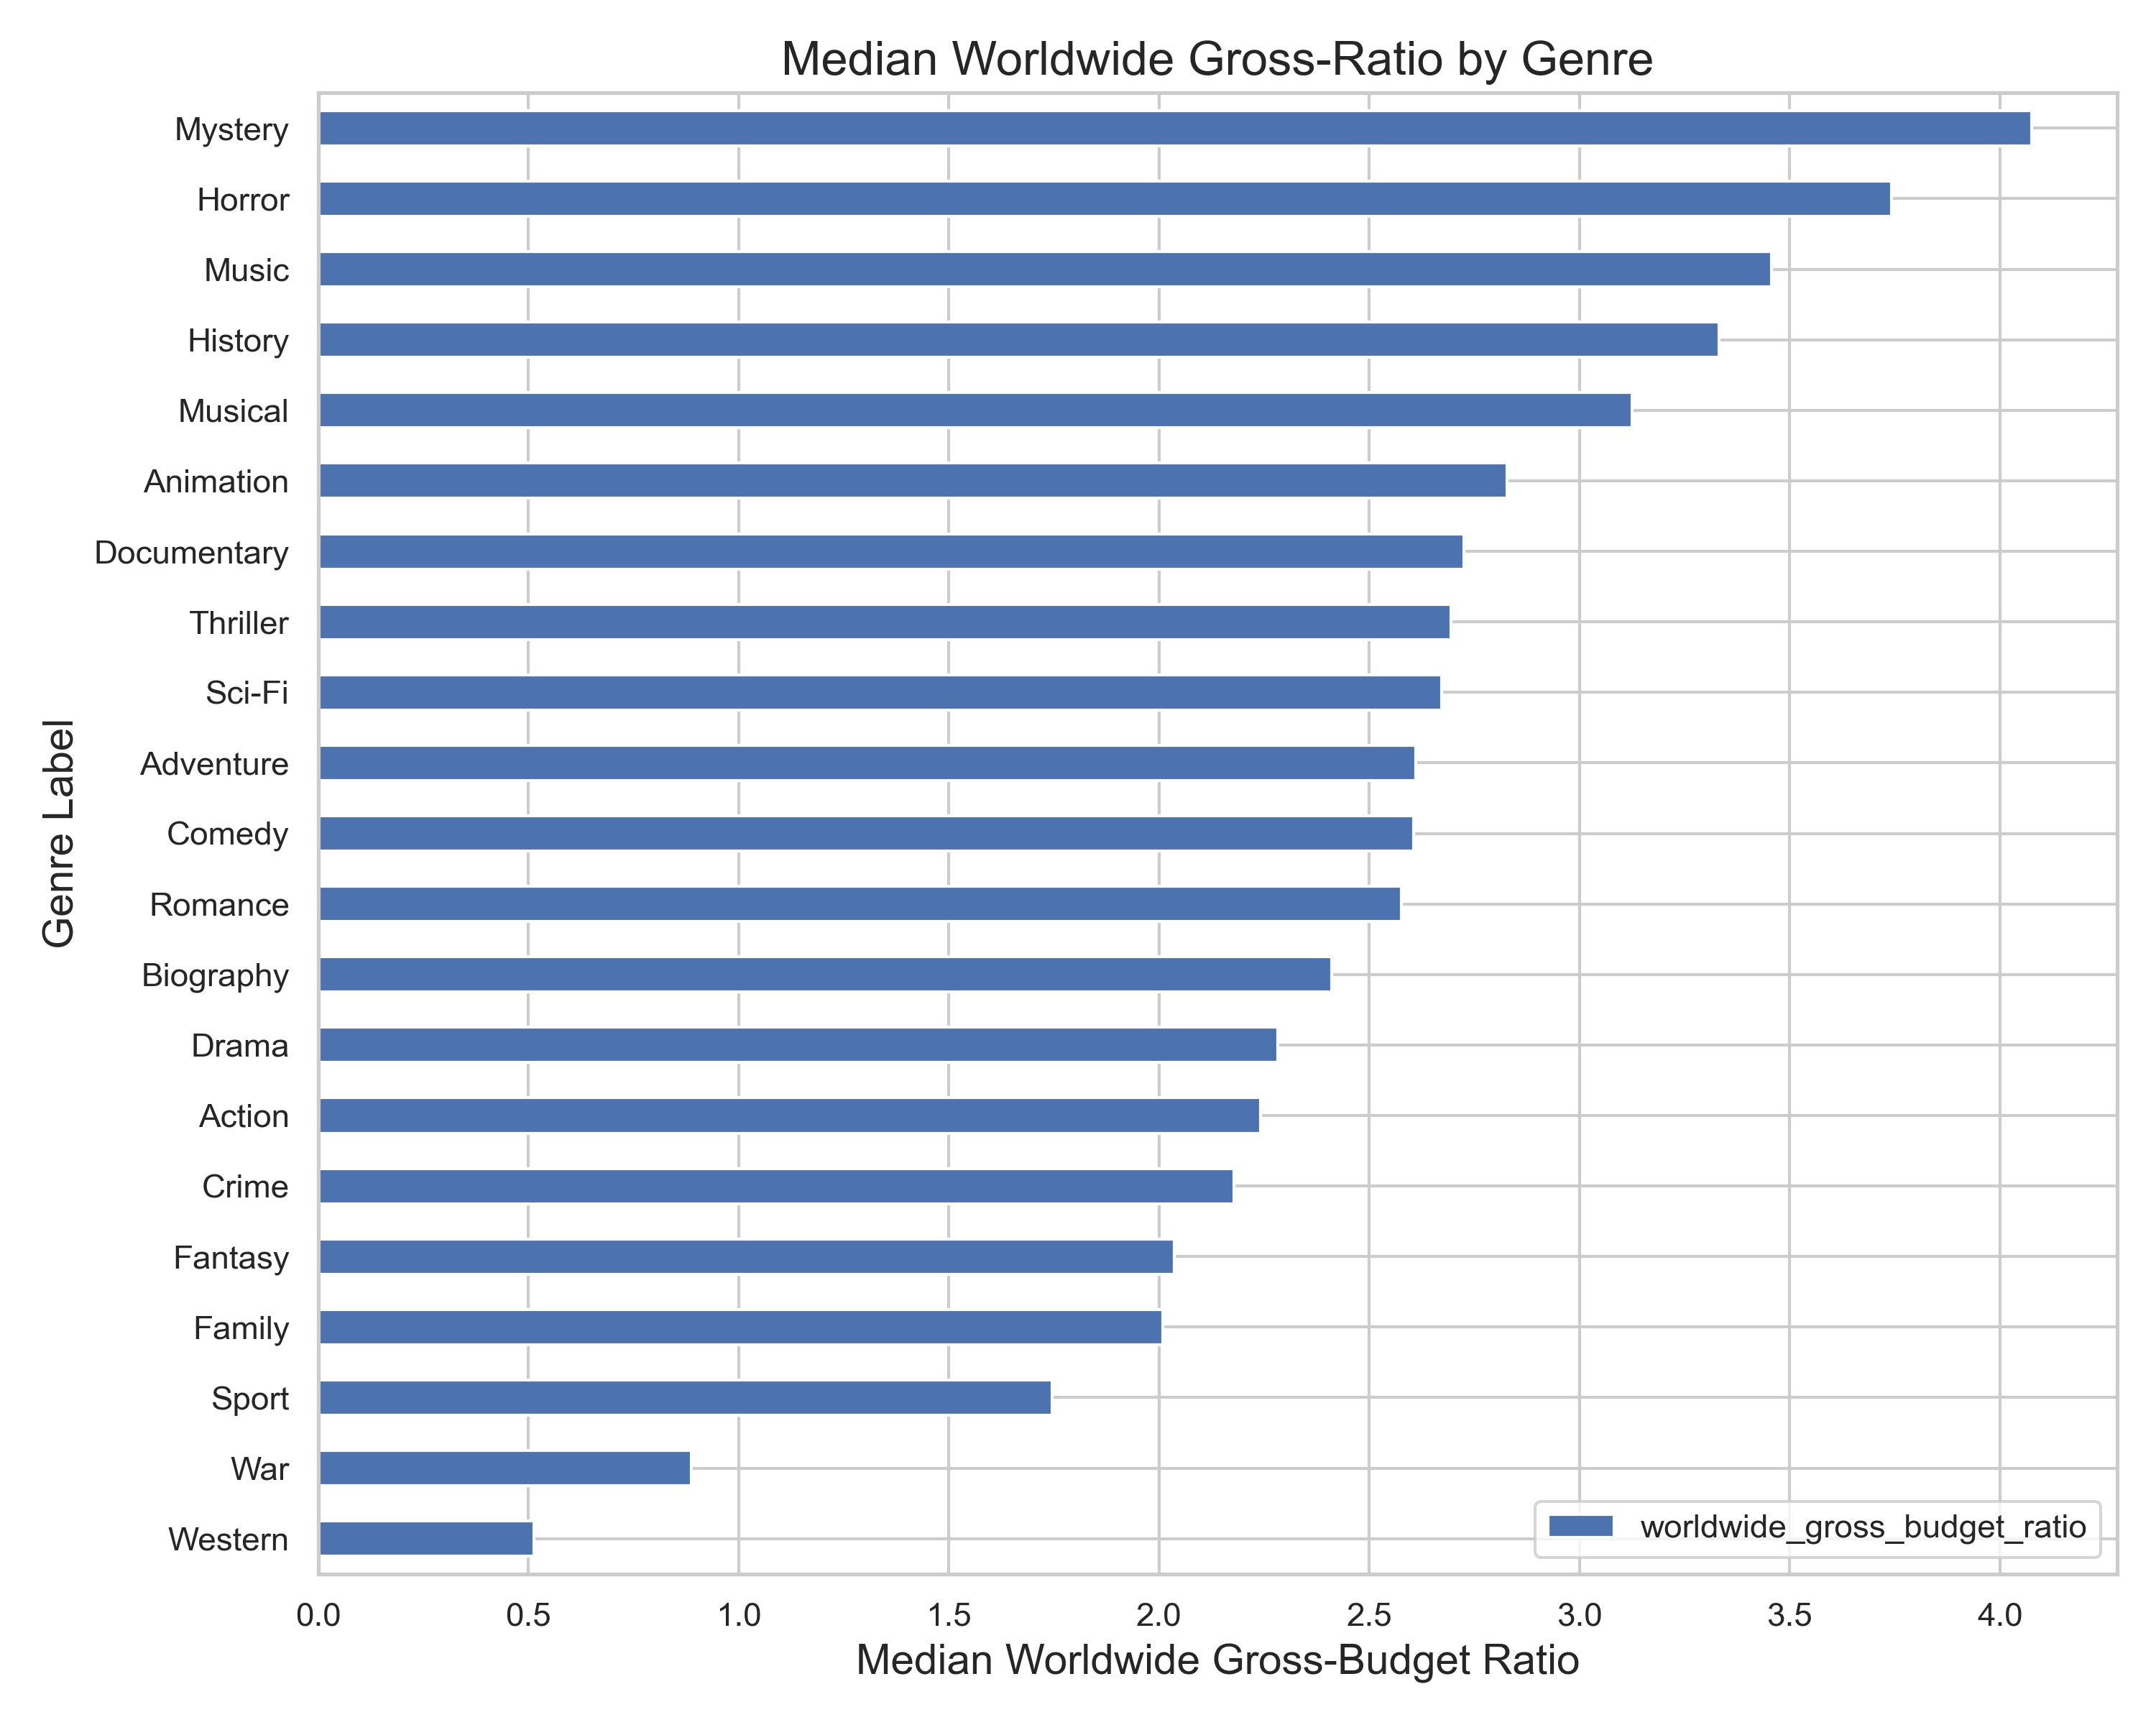 Median Worldwide Gross-Ratio by Genre
Mystery
Horror
Music
History
Musical
Animation
Documentary
Thriller
Sci-Fi
Adventure
Comedy
Romance
Biography
Drama
Action
Crime
Fantasy
Family
Sport
War
Western
Genre Label
worldwide_gross_budget_ratio
0.0 0.5 1.0 1.5 2.0 2.5 3.0 3.5 4.0
Median Worldwide Gross-Budget Ratio